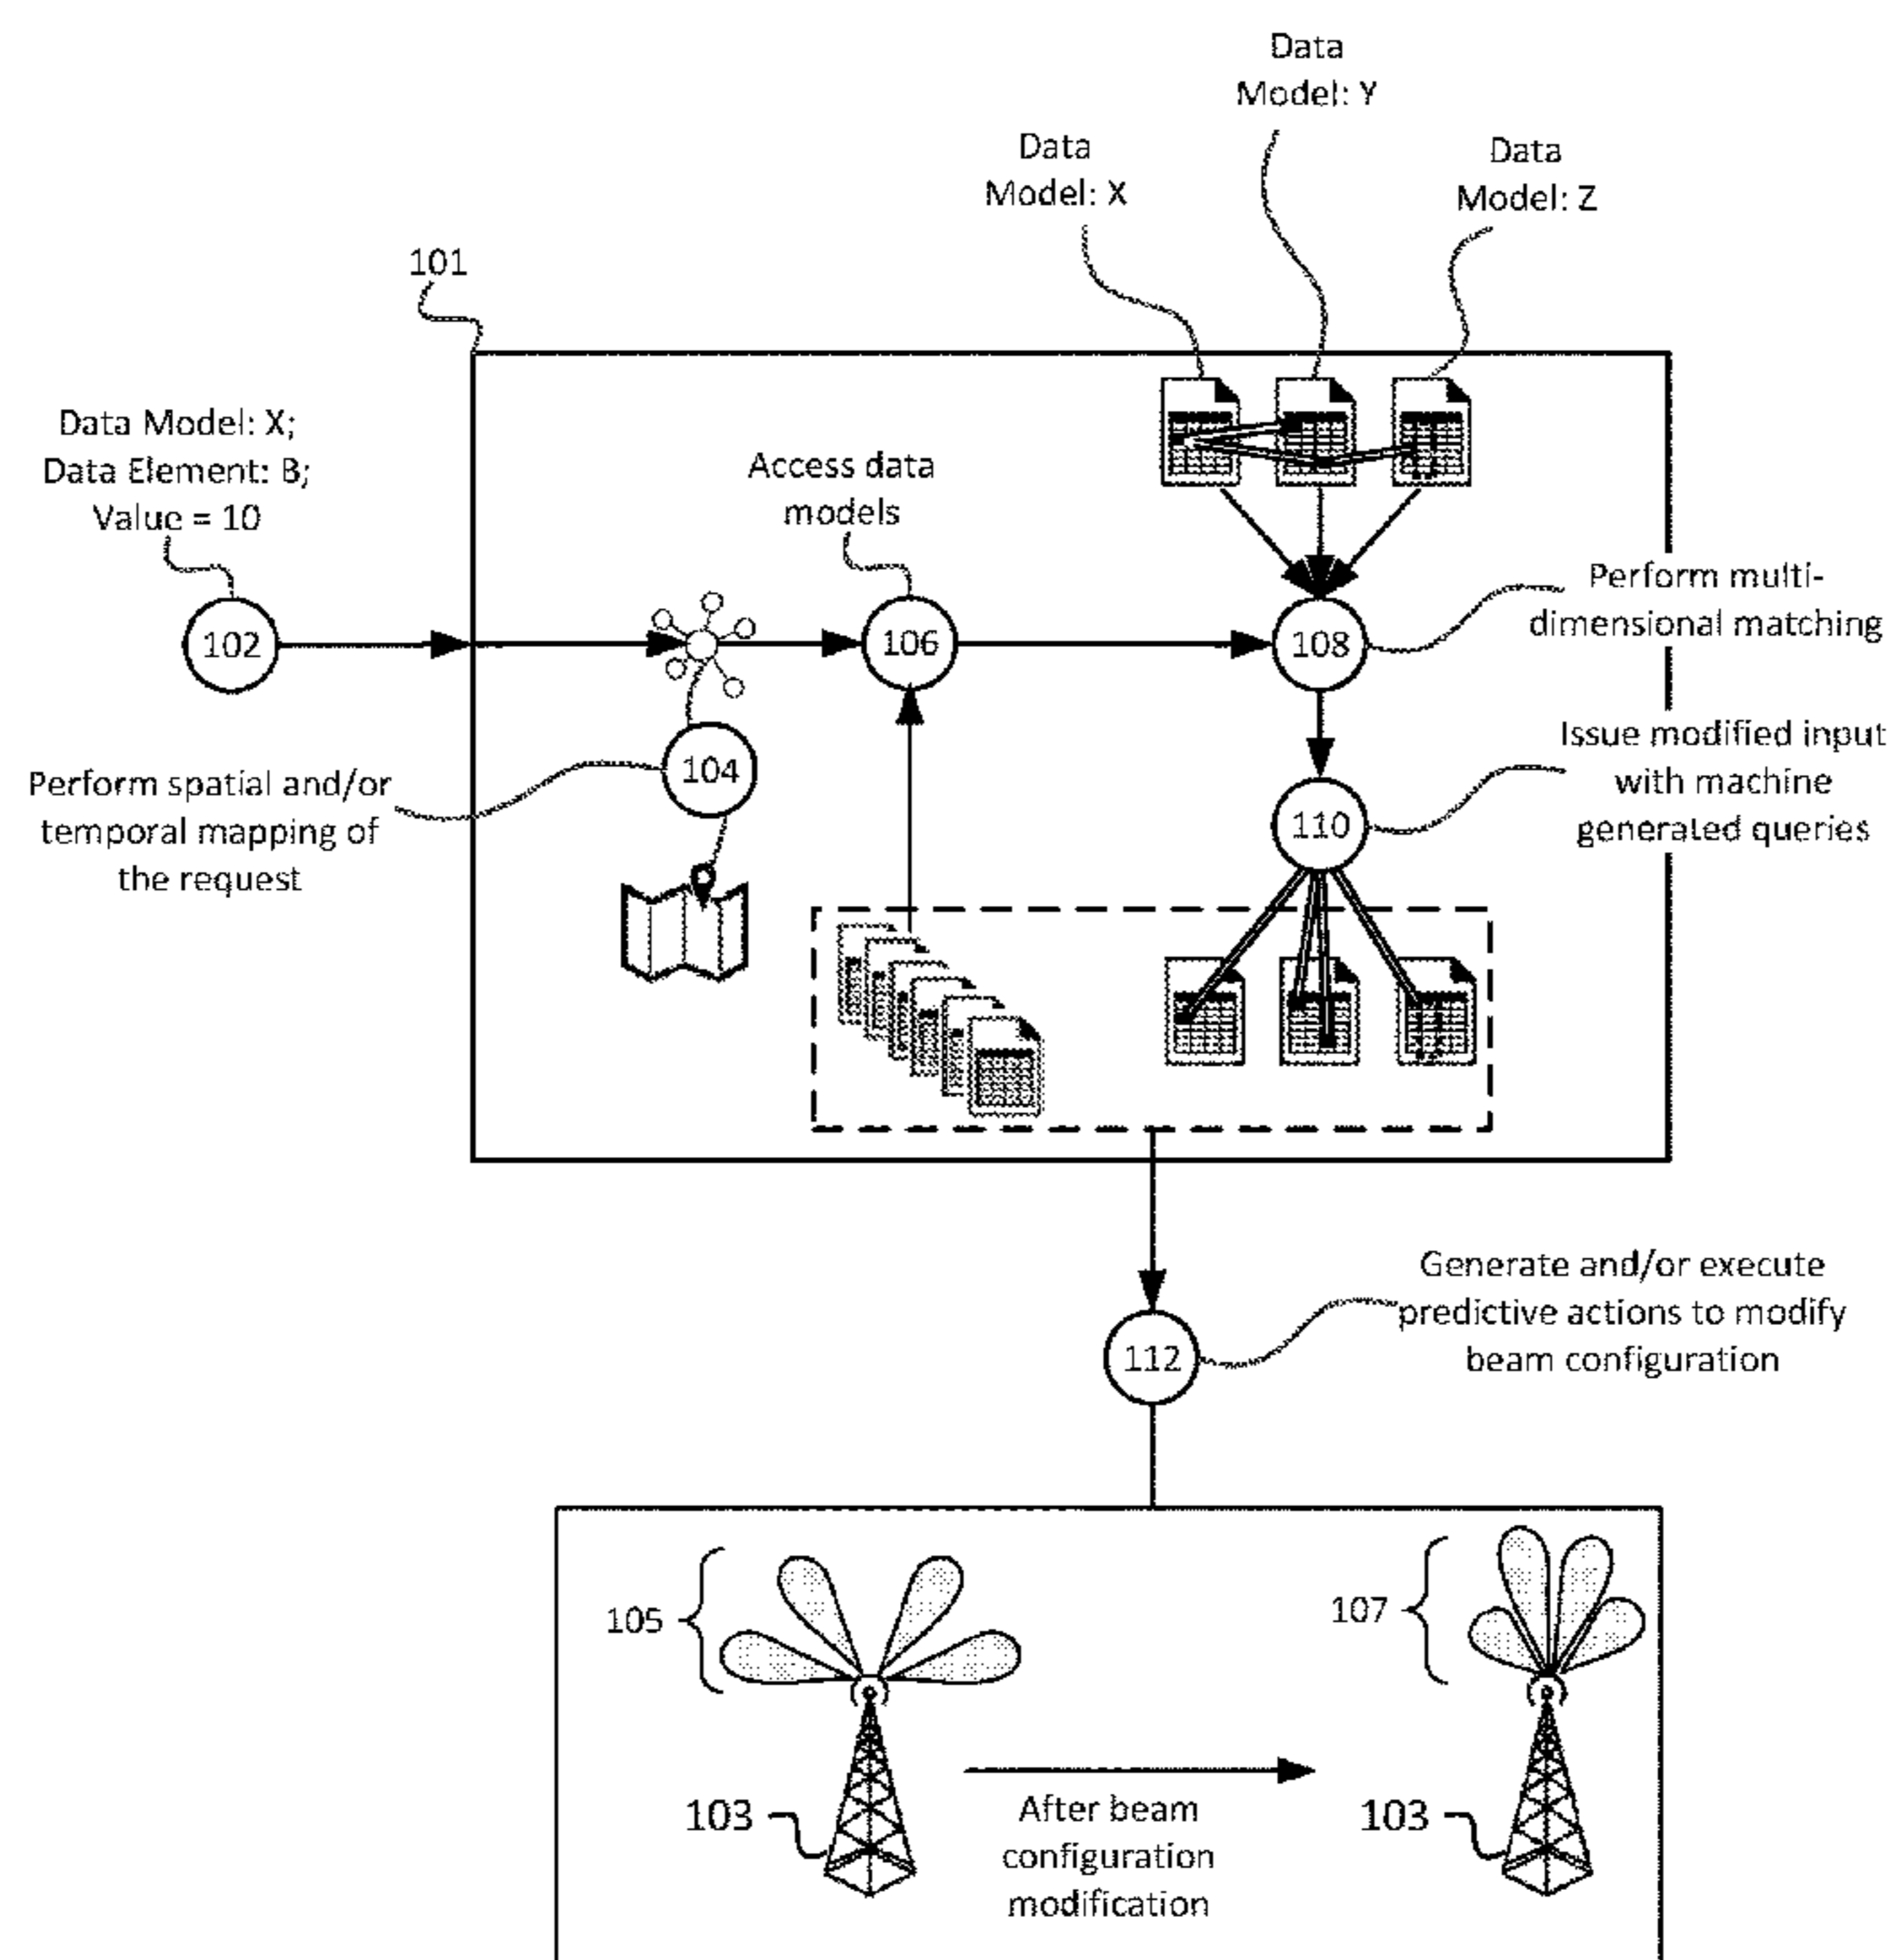 Data
Model: Y
Data
Model: X
Data
Model: Z
101
Data Model: X;
Data Element: B;
Value = 10
Access data
models
Perform multi-
dimensional matching
102
106
108
Issue modified input
with machine
generated queries
104
Perform spatial and/or
temporal mapping of
the request
110
Generate and/or execute
predictive actions to modify
beam configuration
112
105
107
103
After beam
configuration
modification
103